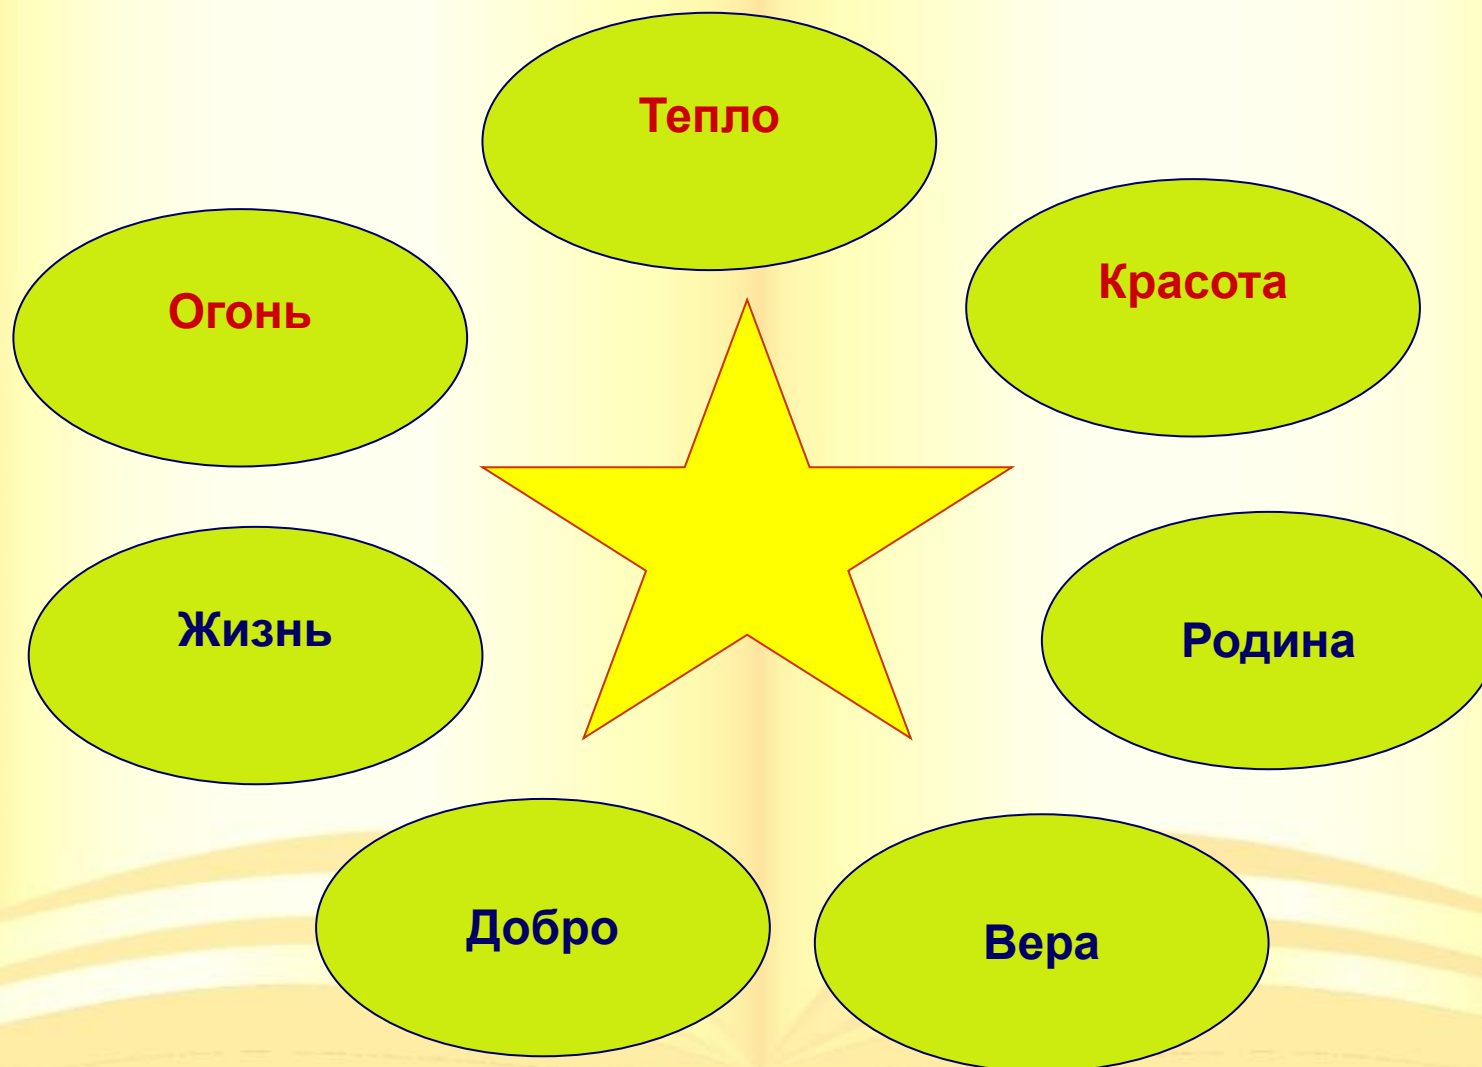 Тепло
Красота
Огонь
Жизнь
Родина
Добро
Вера